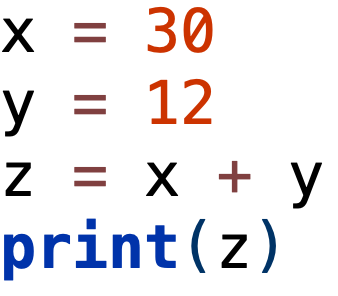 x = 30
y = 12
z = x + y
print(z)